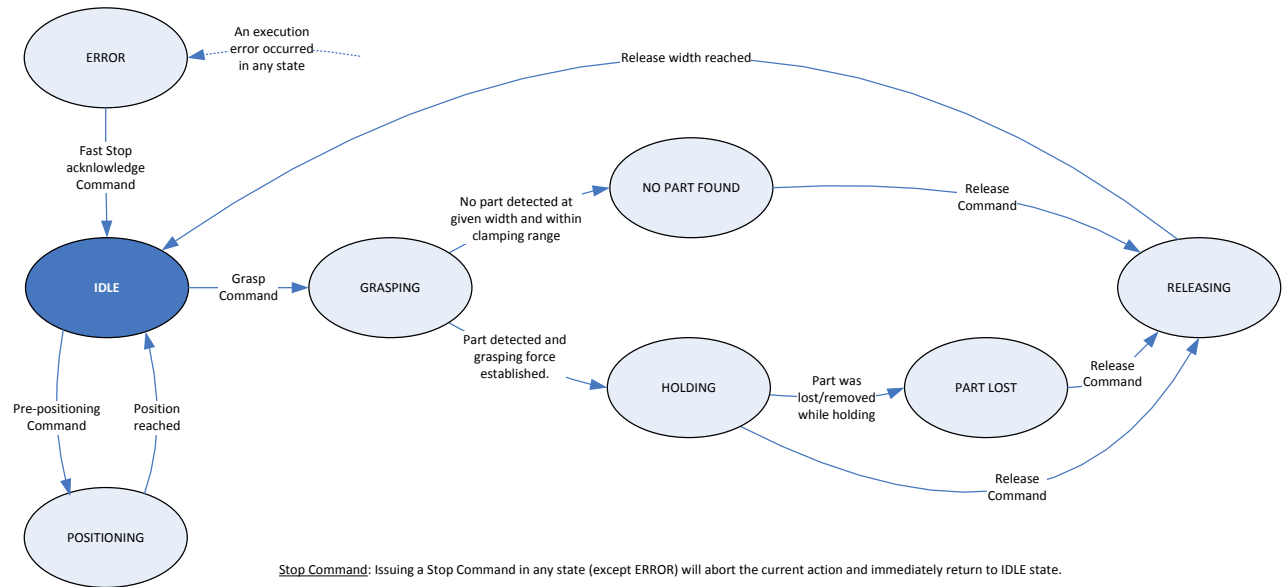 An execution
error occurred
in any state
ERROR
Release width reached
Fast Stop
acknlowledge
Command
NO PART FOUND
No part detected at
given width and within
clamping range
Release
Command
IDLE
Grasp
Command
GRASPING
RELEASING
Part detected and
grasping force
established.
HOLDING
Part was
lost/removed
while holding
PART LOST
Release
Command
Pre-positioning
Command
Position
reached
Release
Command
POSITIONING
Stop Command: Issuing a Stop Command in any state (except ERROR) will abort the current action and immediately return to IDLE state.